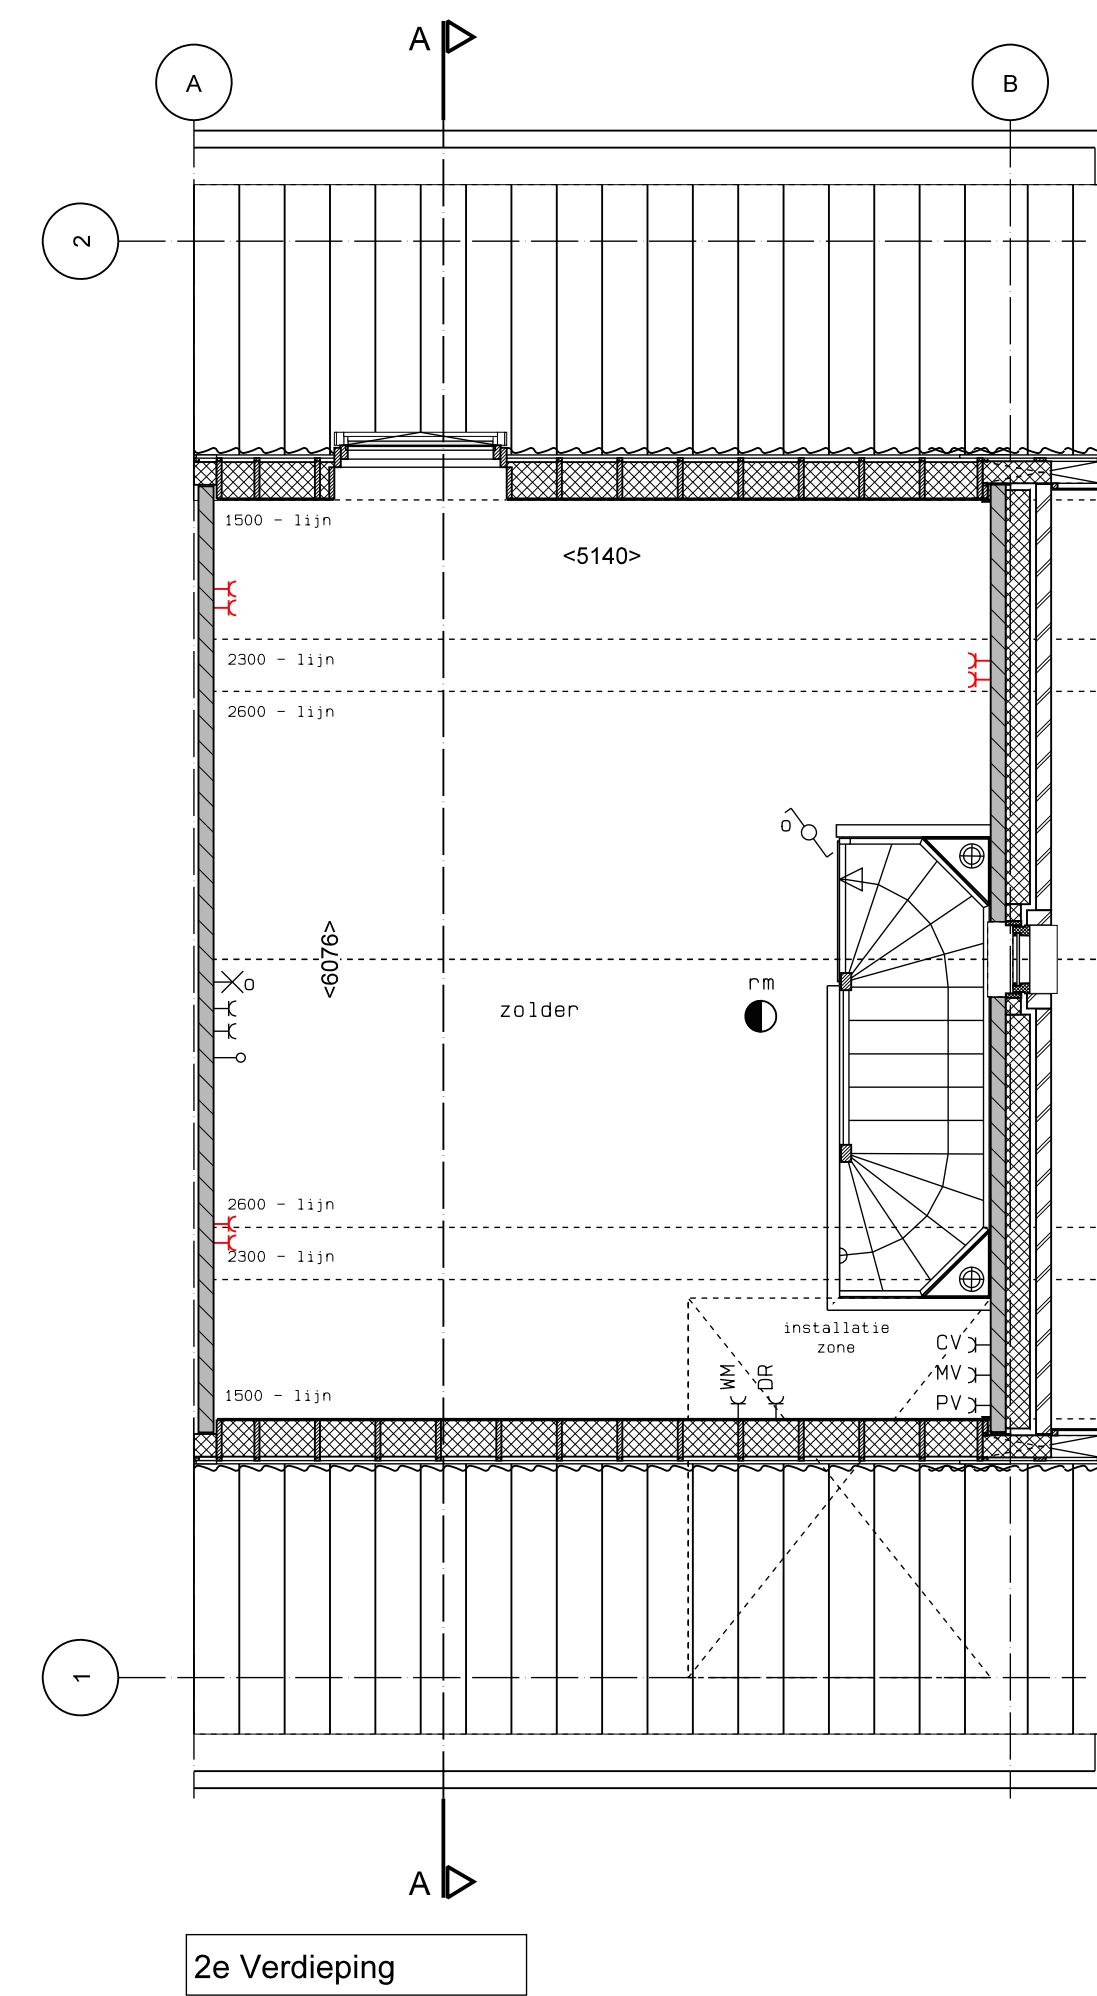 A
A
B
2
1500 - lijn
<5140>
2300 - lijn
2600 - lijn
o
<6076>
o
rm
zolder
2600 - lijn
2300 - lijn
installatie
zone
CV
MV
PV
WM
DR
1500 - lijn
1
A
2e Verdieping